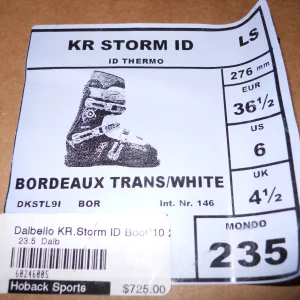 KR STORM ID
ID THERMO
LS
276 mm
EUR
36½
US
6
UK
4½
BORDEAUX TRANS/WHITE
DKSTL9I BOR Int. Nr. 146
MONDO
235
Dalbello KR.Storm ID Boot'10
23.5 Dalb
60246005
Hoback Sports $725.00